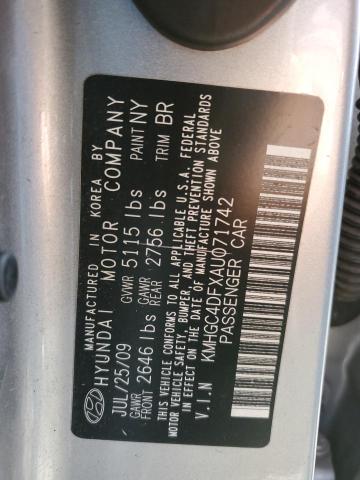 MANUFACTURED IN KOREA BY
HYUNDAI MOTOR COMPANY
JUL/25/09 GVWR 5115 lbs PAINT NY
GAWR FRONT 2646 lbs GAWR REAR 2756 lbs TRIM BR
THIS VEHICLE CONFORMS TO ALL APPLICABLE U.S.A. FEDERAL
MOTOR VEHICLE SAFETY, BUMPER, AND THEFT PREVENTION STANDARDS
IN EFFECT ON THE DATE OF MANUFACTURE SHOWN ABOVE
V.I.N KMHGC4DFXAU071742
PASSENGER CAR